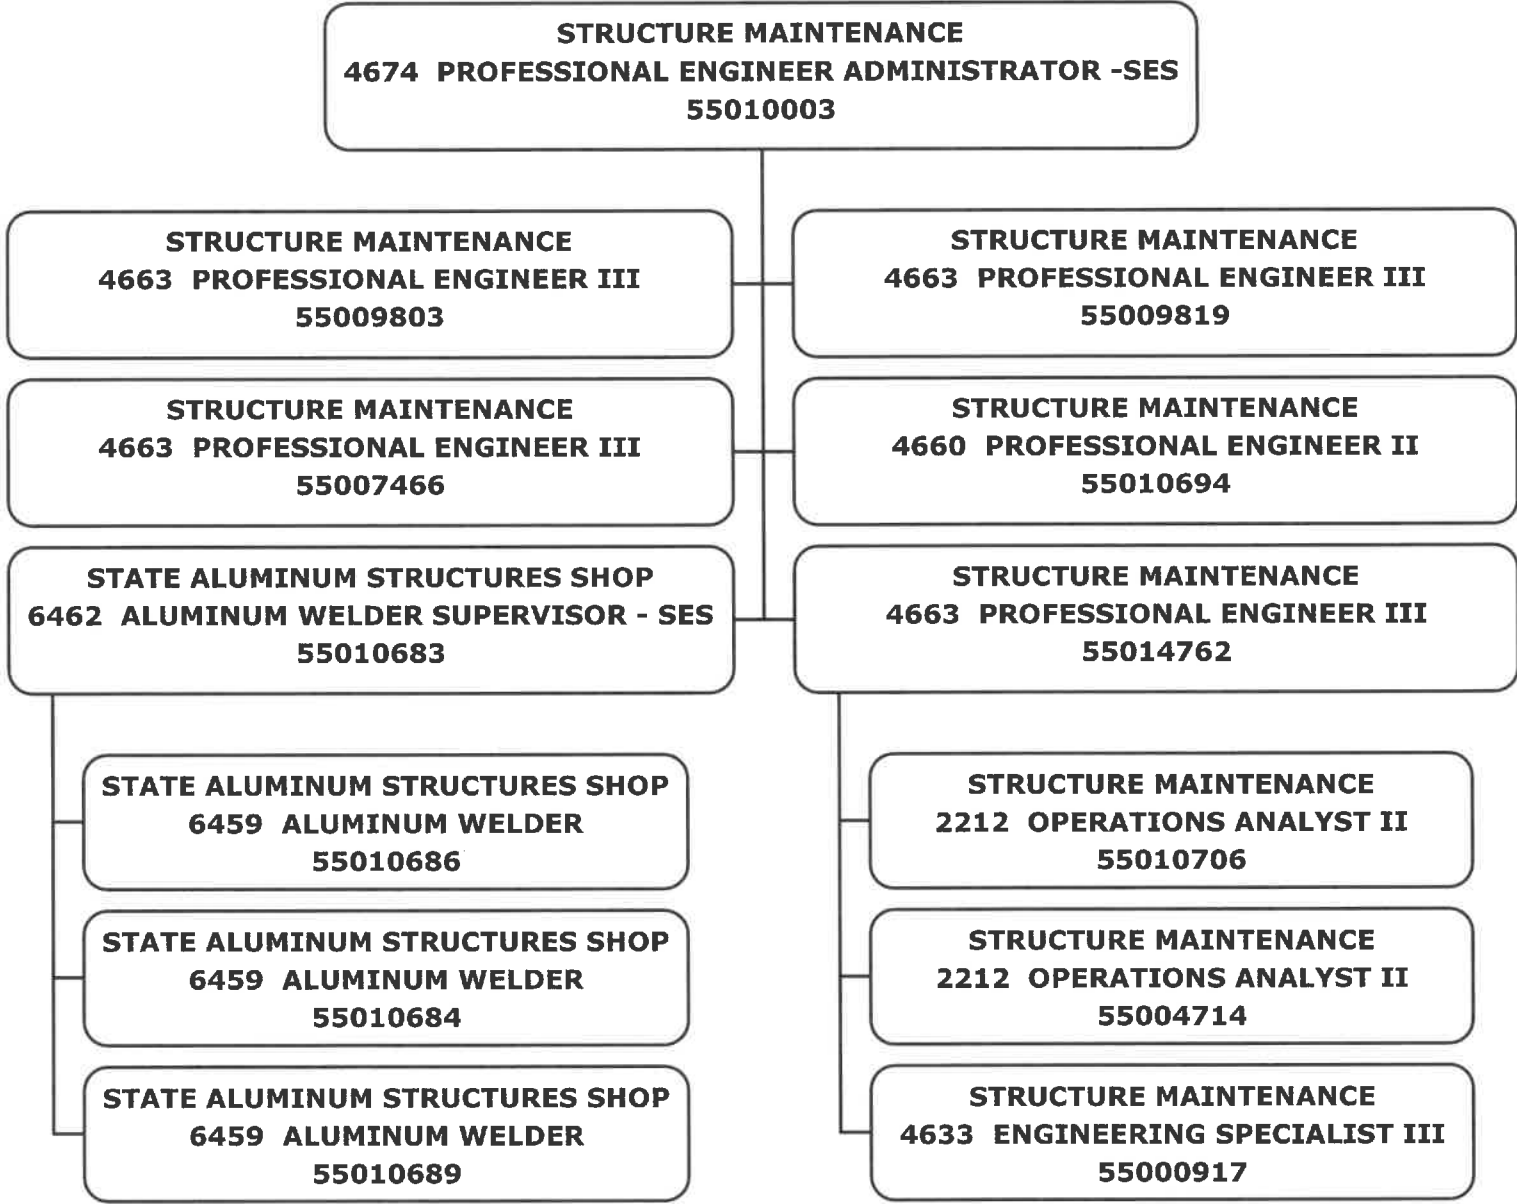 STRUCTURE MAINTENANCE
4674 PROFESSIONAL ENGINEER ADMINISTRATOR -SES
55010003
STRUCTURE MAINTENANCE
4663 PROFESSIONAL ENGINEER III
55009803
STRUCTURE MAINTENANCE
4663 PROFESSIONAL ENGINEER III
55009819
STRUCTURE MAINTENANCE
4663 PROFESSIONAL ENGINEER III
55007466
STRUCTURE MAINTENANCE
4660 PROFESSIONAL ENGINEER II
55010694
STATE ALUMINUM STRUCTURES SHOP
6462 ALUMINUM WELDER SUPERVISOR - SES
55010683
STRUCTURE MAINTENANCE
4663 PROFESSIONAL ENGINEER III
55014762
STATE ALUMINUM STRUCTURES SHOP
6459 ALUMINUM WELDER
55010686
STATE ALUMINUM STRUCTURES SHOP
6459 ALUMINUM WELDER
55010684
STATE ALUMINUM STRUCTURES SHOP
6459 ALUMINUM WELDER
55010689
STRUCTURE MAINTENANCE
2212 OPERATIONS ANALYST II
55010706
STRUCTURE MAINTENANCE
2212 OPERATIONS ANALYST II
55004714
STRUCTURE MAINTENANCE
4633 ENGINEERING SPECIALIST III
55000917